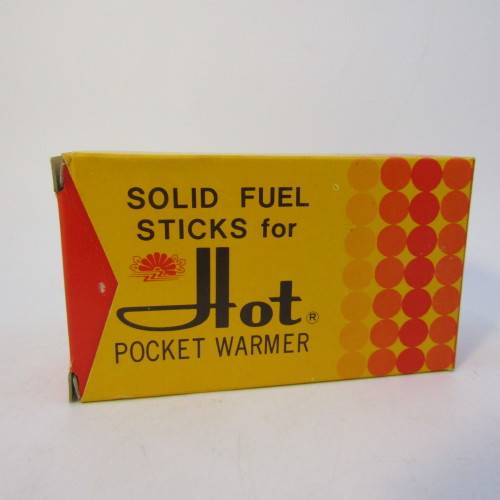 SOLID FUEL
STICKS for
Hot ®
POCKET WARMER